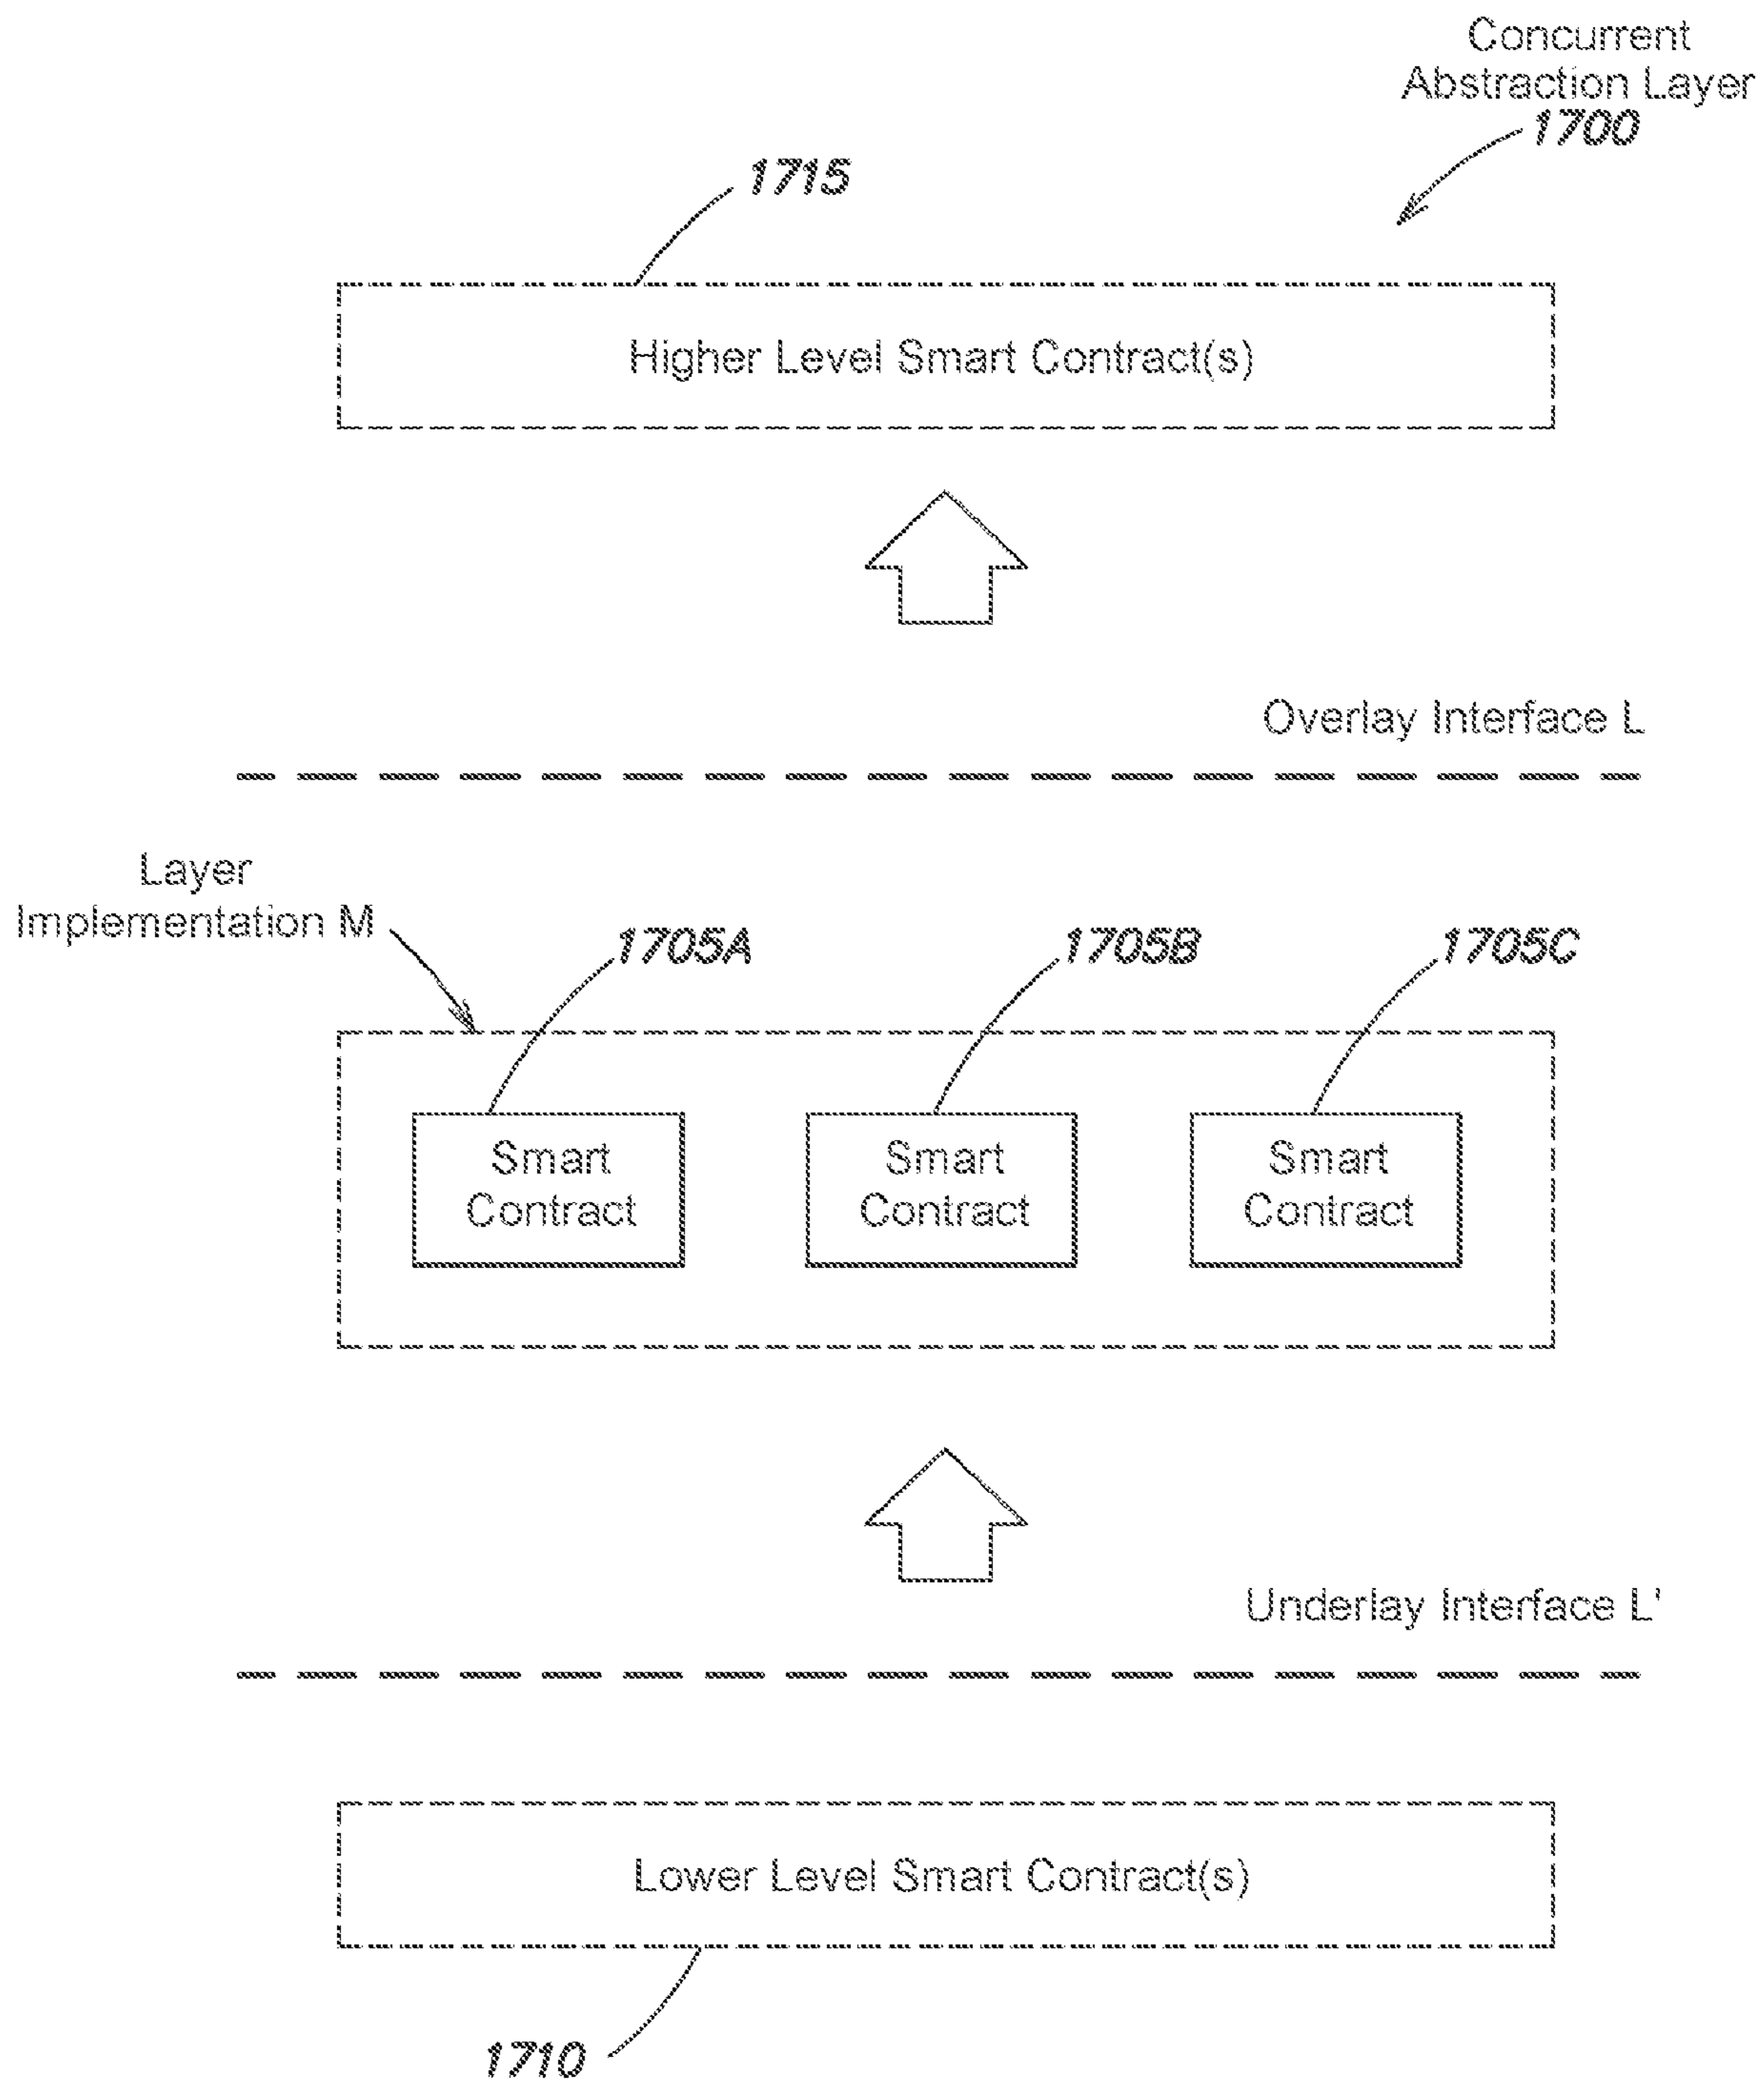 Concurrent
Abstraction Layer
1700
1715
Higher Level Smart Contract(s)
Overlay Interface L
Layer
Implementation M
1705A
1705B
1705C
Smart
Contract
Smart
Contract
Smart
Contract
Underlay Interface L'
Lower Level Smart Contract(s)
1710